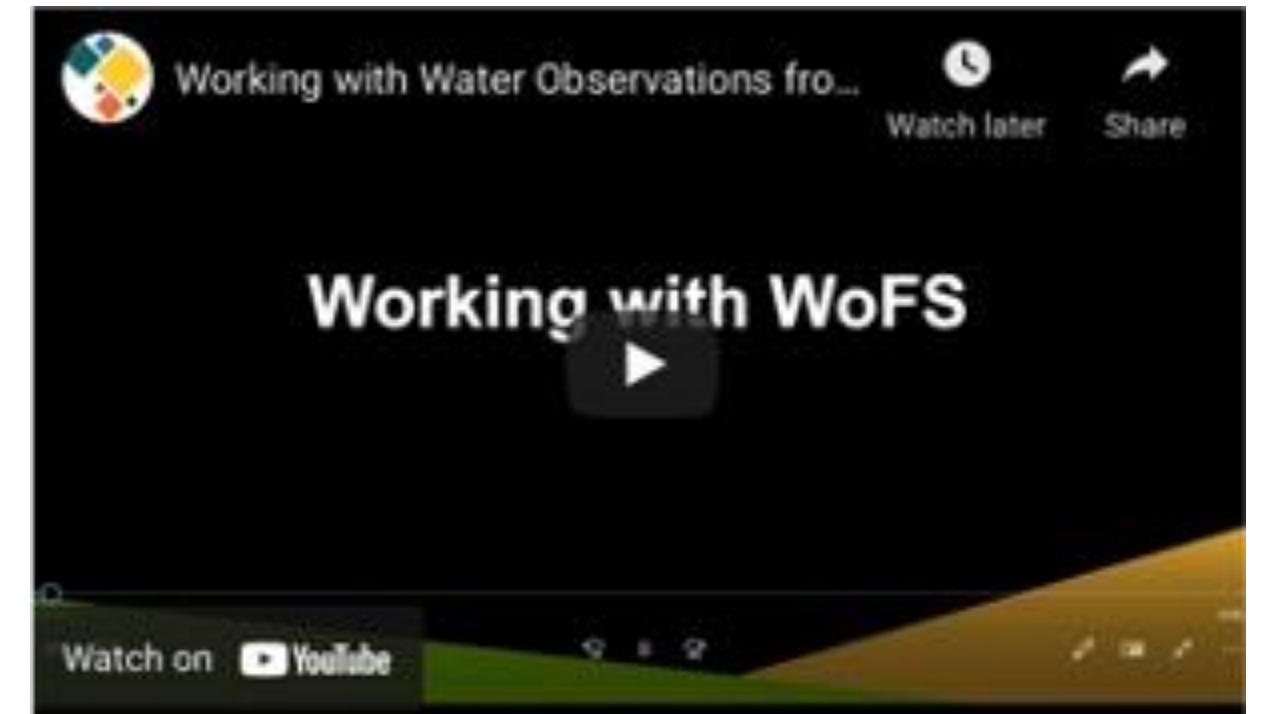 Working with Water Observations fro...
Watch later
Share
Working with WoFS
Watch on YouTube